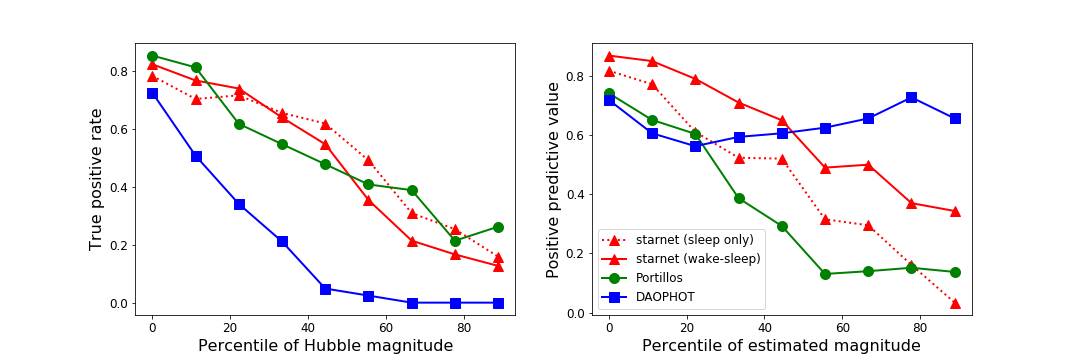 True positive rate
0.8
0.6
0.4
0.2
0.0
0 20 40 60 80
Percentile of Hubble magnitude
Positive predictive value
0.8
0.6
0.4
0.2
0.0
starnet (sleep only)
starnet (wake-sleep)
Portillos
DAOPHOT
0 20 40 60 80
Percentile of estimated magnitude